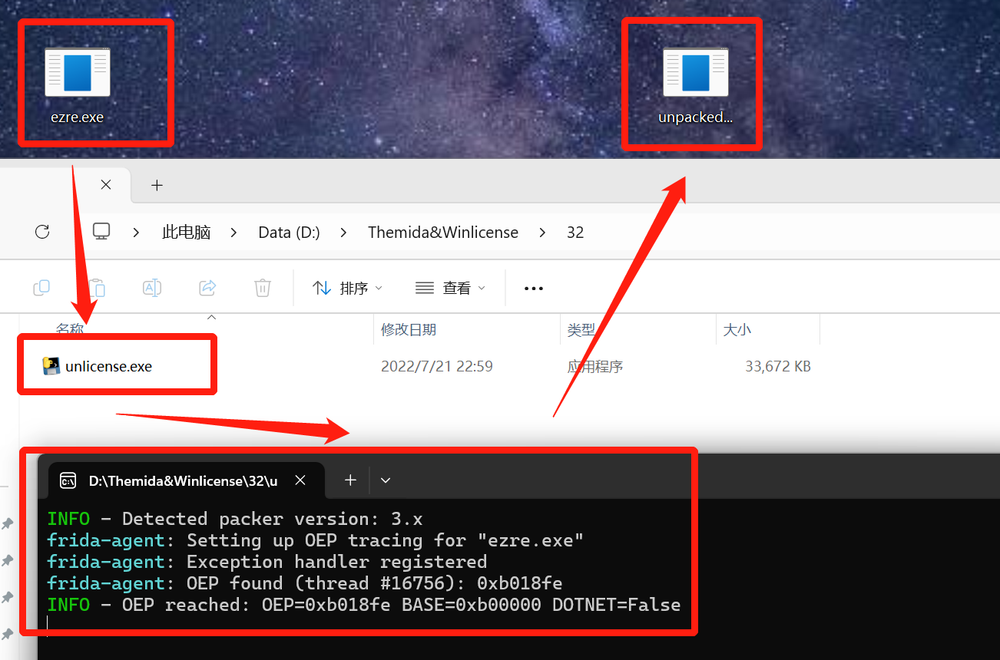 ezre.exe
unpacked...
此电脑 Data (D:) Themida&Winlicense 32
排序 查看
名称 修改日期 类型 大小
unlicense.exe 2022/7/21 22:59 应用程序 33,672 KB
D:\Themida&Winlicense\32\u
INFO - Detected packer version: 3.x
frida-agent: Setting up OEP tracing for "ezre.exe"
frida-agent: Exception handler registered
frida-agent: OEP found (thread #16756): 0xb018fe
INFO - OEP reached: OEP=0xb018fe BASE=0xb00000 DOTNET=False